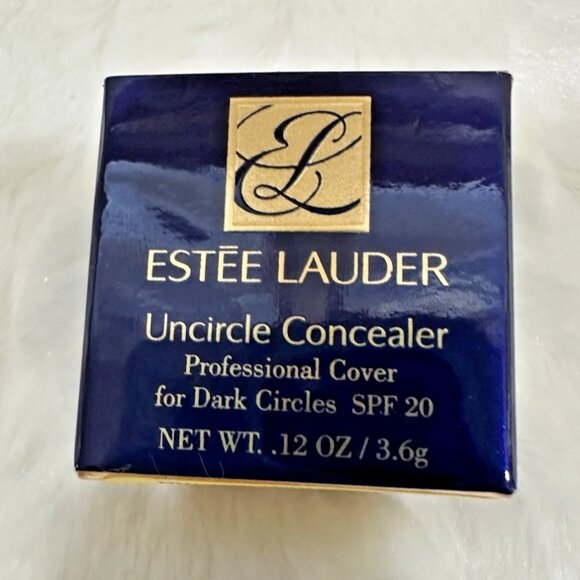 EL
ESTĒE LAUDER
Uncircle Concealer
Professional Cover
for Dark Circles SPF 20
NET WT. .12 OZ / 3.6g